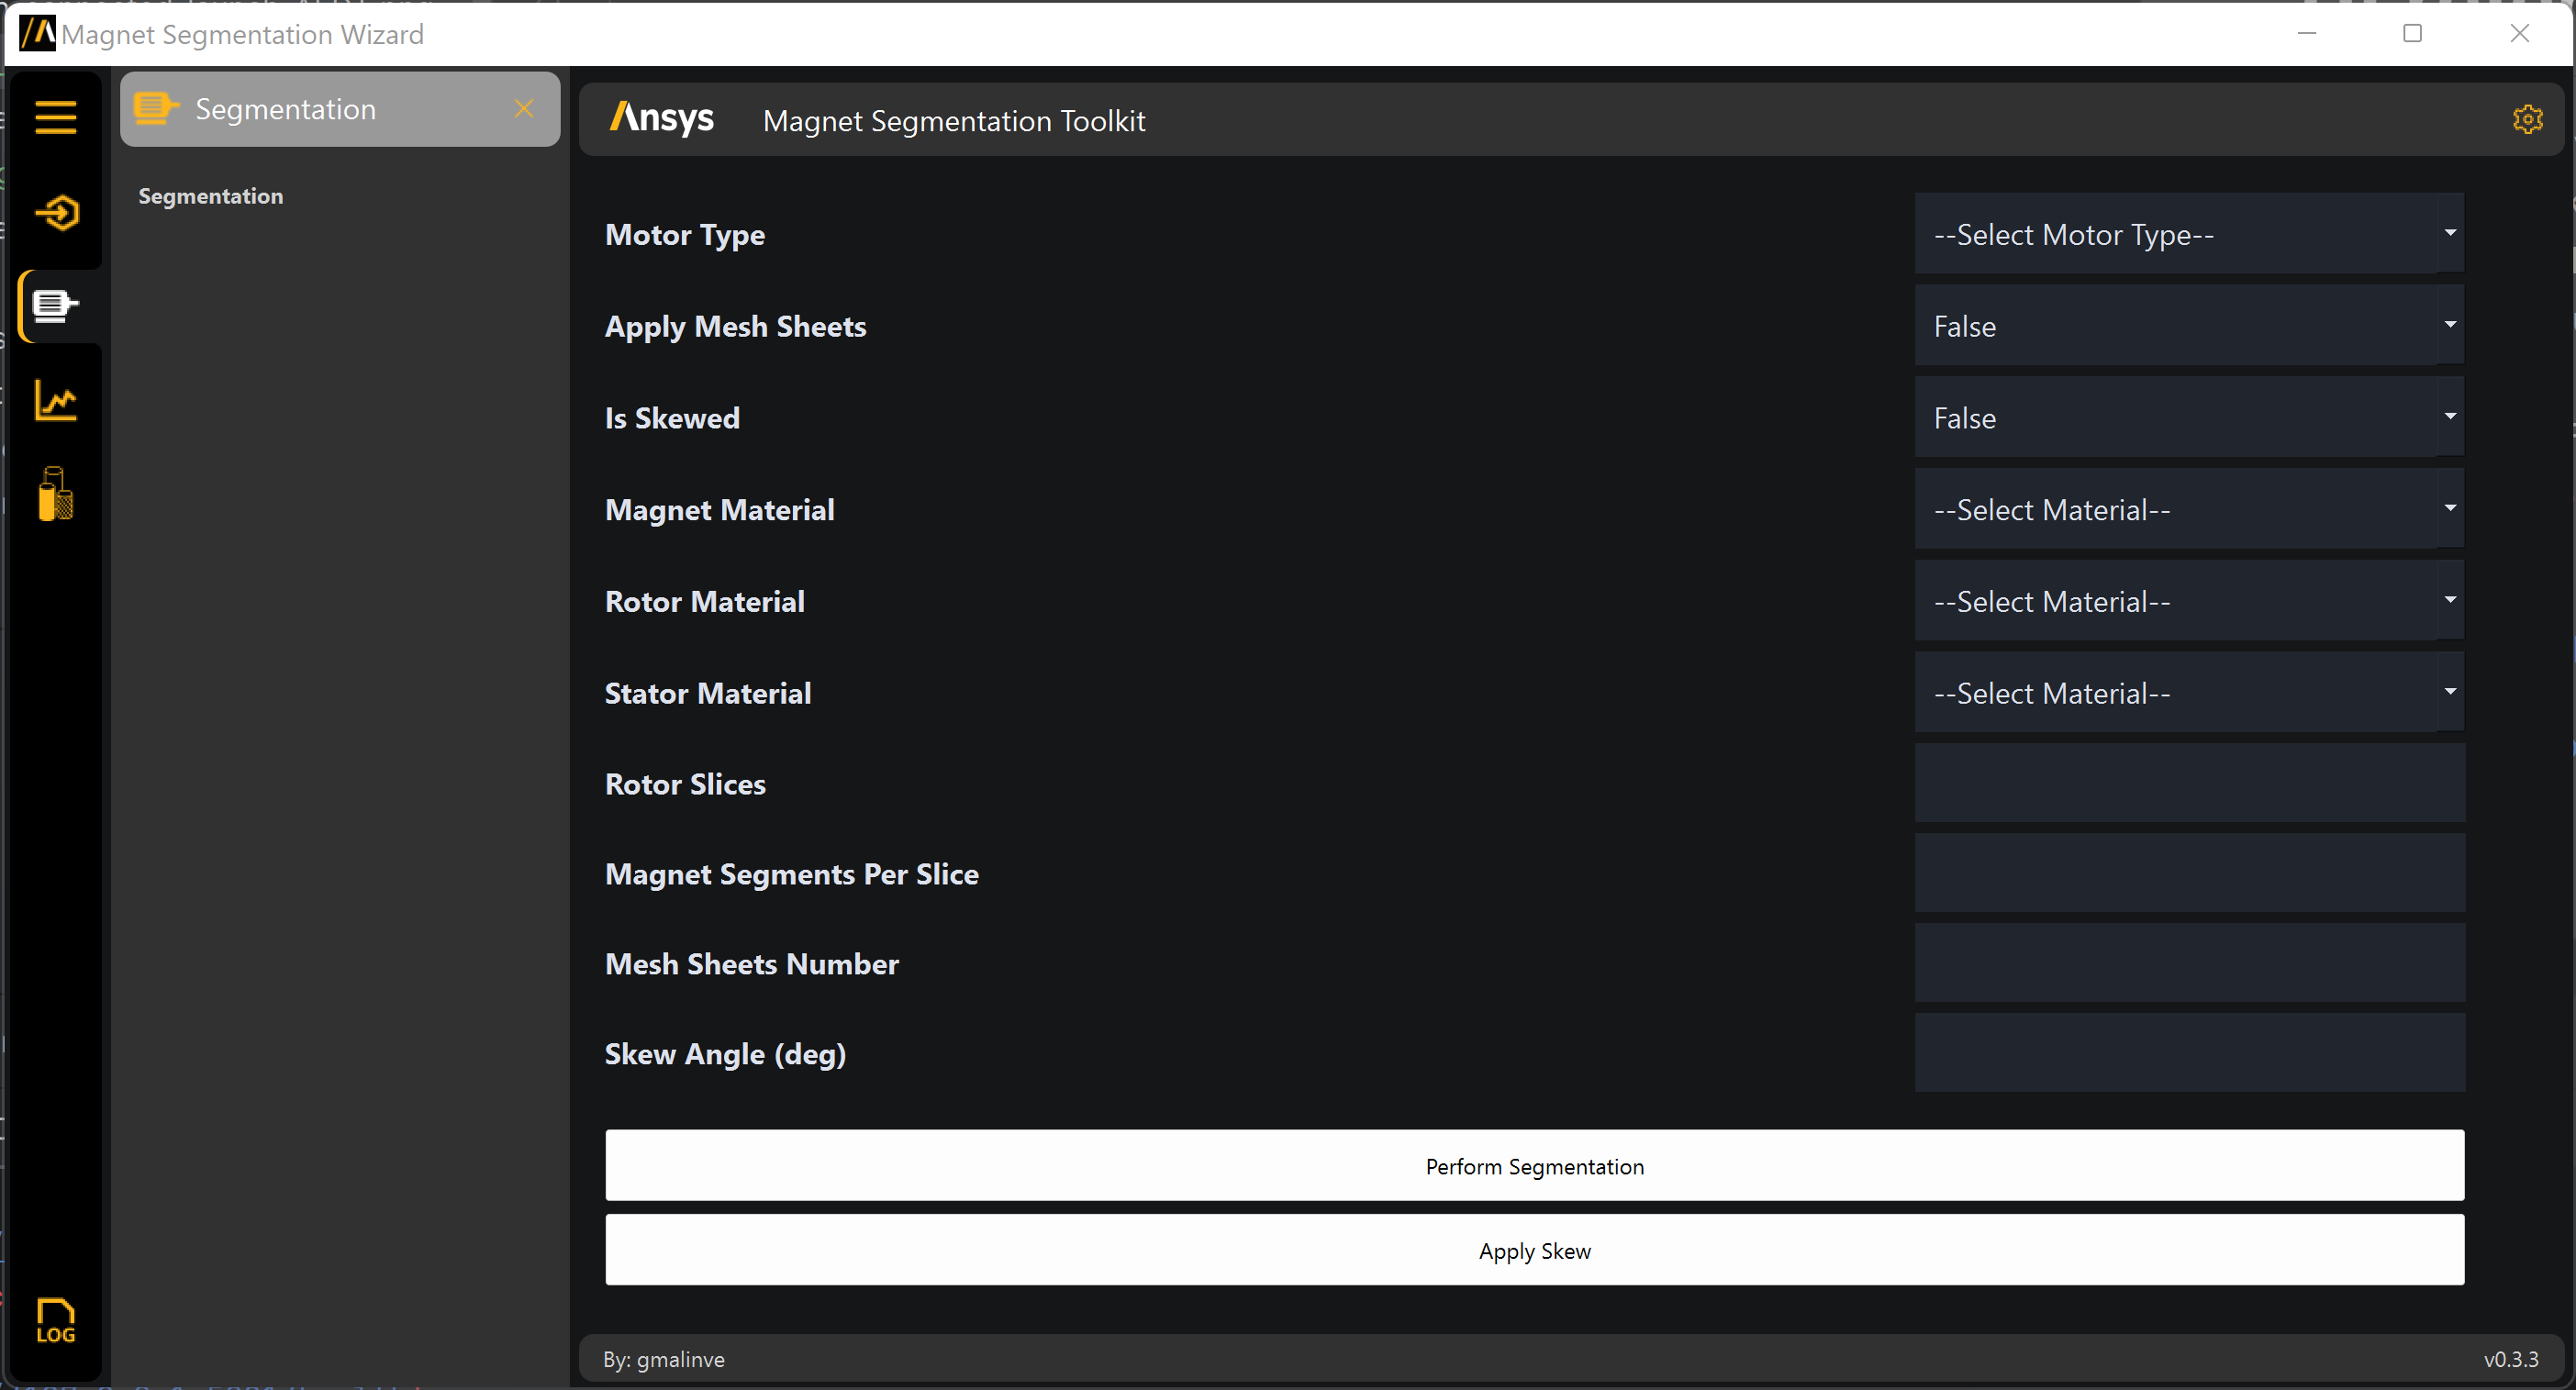 Magnet Segmentation Wizard
Segmentation
Segmentation
Ansys Magnet Segmentation Toolkit
Motor Type --Select Motor Type--
Apply Mesh Sheets False
Is Skewed False
Magnet Material --Select Material--
Rotor Material --Select Material--
Stator Material --Select Material--
Rotor Slices
Magnet Segments Per Slice
Mesh Sheets Number
Skew Angle (deg)
Perform Segmentation
Apply Skew
LOG
By: gmalinve v0.3.3